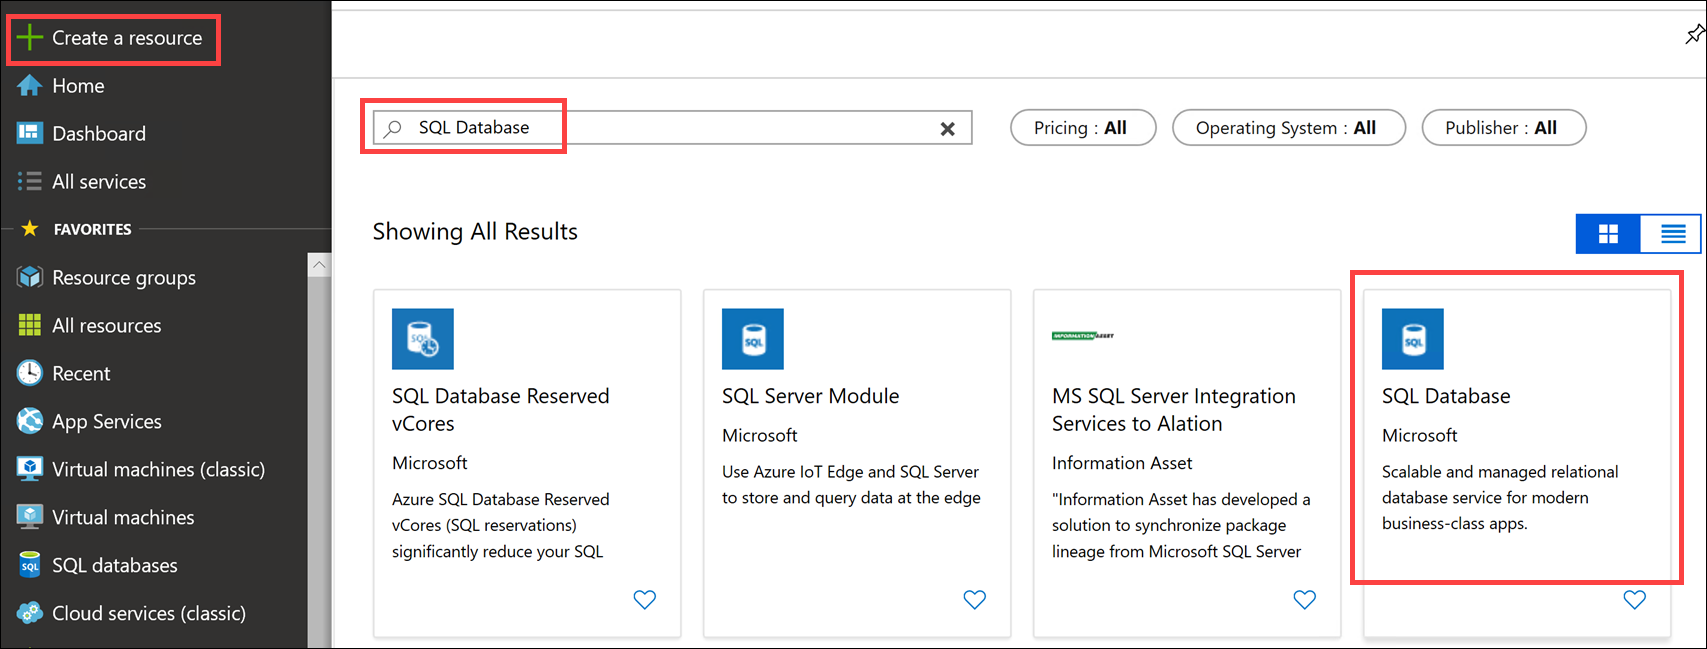 Create a resource
Home
Dashboard
All services
FAVORITES
Resource groups
All resources
Recent
App Services
Virtual machines (classic)
Virtual machines
SQL
SQL databases
Cloud services (classic)
SQL Database
Pricing : All
Operating System : All
Publisher : All
Showing All Results
SQL
SQL Database Reserved
vCores
Microsoft
Azure SQL Database Reserved
vCores (SQL reservations)
significantly reduce your SQL
SQL
SQL Server Module
Microsoft
Use Azure IoT Edge and SQL Server
to store and query data at the edge
INFORMATION ASSET
MS SQL Server Integration
Services to Alation
Information Asset
"Information Asset has developed a
solution to synchronize package
lineage from Microsoft SQL Server
SQL
SQL Database
Microsoft
Scalable and managed relational
database service for modern
business-class apps.